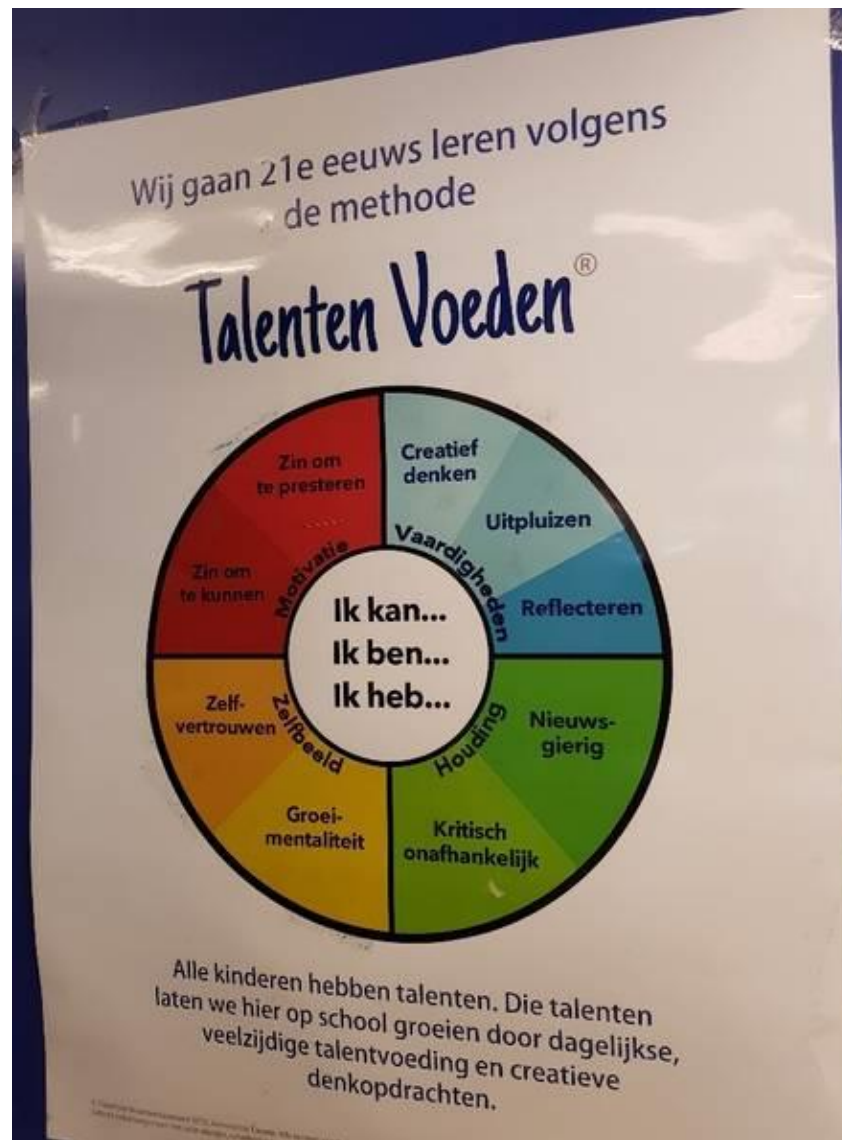 Wij gaan 21e eeuws leren volgens
de methode
Talenten Voeden®
Creatief
denken
Uitpluizen
Reflecteren
Vaardigheden
Nieuws-
gierig
Kritisch
onafhankelijk
Houding
Groei-
mentaliteit
Zelf-
vertrouwen
Zelfbeeld
Zin om
te kunnen
Zin om
te presteren
Motivatie
Ik kan...
Ik ben...
Ik heb...
Alle kinderen hebben talenten. Die talenten
laten we hier op school groeien door dagelijkse,
veelzijdige talentvoeding en creatieve
denkopdrachten.